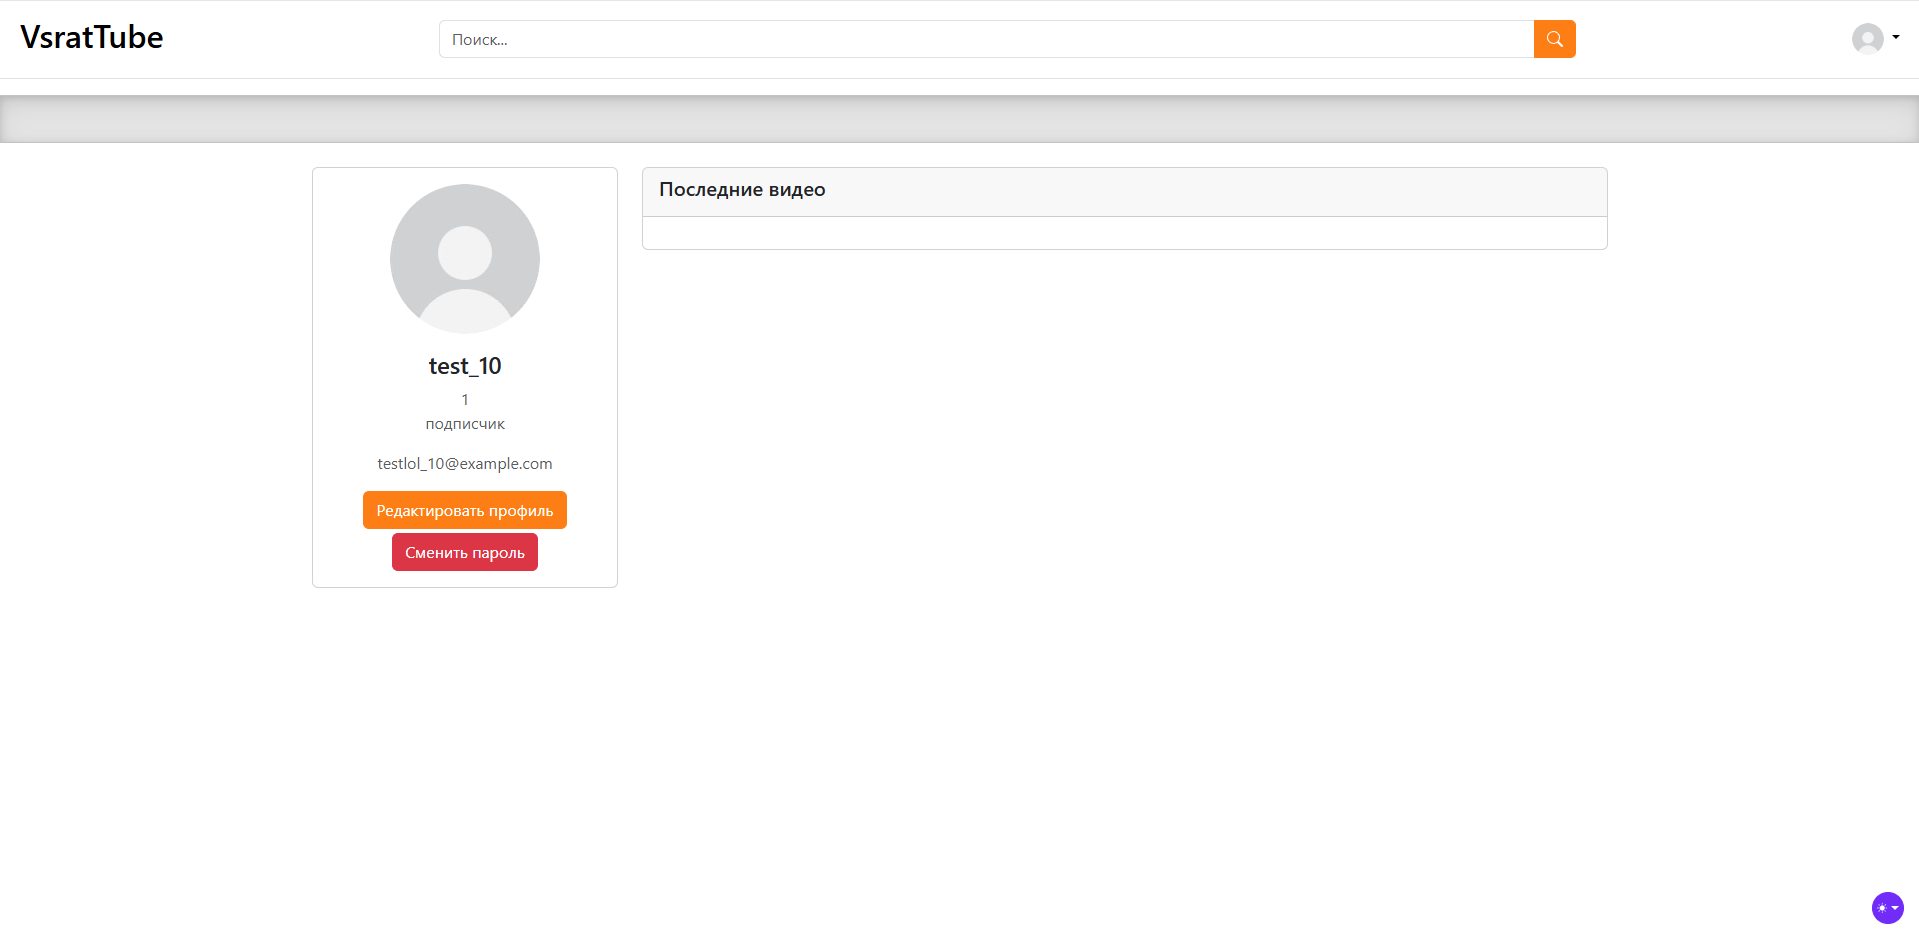 VsratTube
Поиск...
test_10
1
подписчик
testlol_10@example.com
Редактировать профиль
Сменить пароль
Последние видео